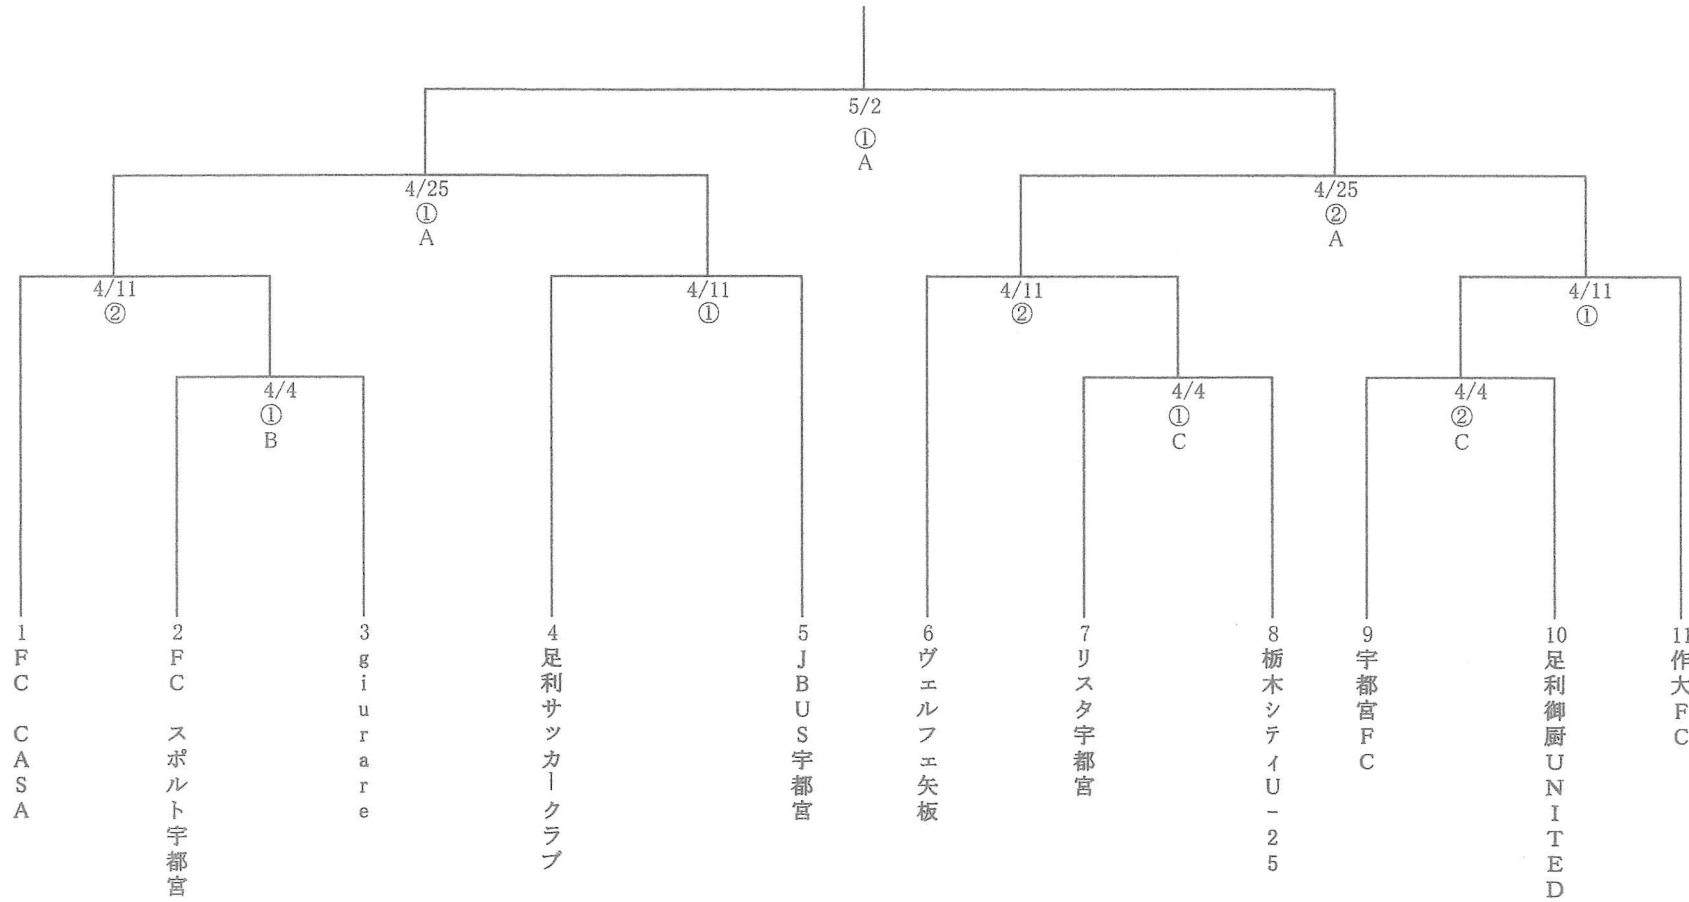 5/2
①
A
4/25
①
A
4/25
②
A
4/11
②
4/11
①
4/11
②
4/11
①
4/4
①
B
4/4
①
C
4/4
②
C
1 FC CASA
2 FC スポルト宇都宮
3 giurare
4 足利サッカークラブ
5 JBUS宇都宮
6 ヴェルフェ矢板
7 リスタ宇都宮
8 栃木シティU-25
9 宇都宮FC
10 足利御厨UNITED
11 作大FC